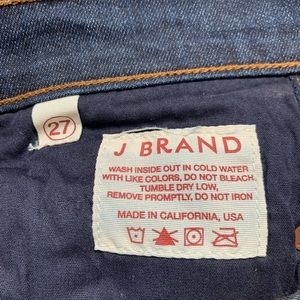 27
J BRAND
WASH INSIDE OUT IN COLD WATER
WITH LIKE COLORS, DO NOT BLEACH.
TUMBLE DRY LOW,
REMOVE PROMPTLY, DO NOT IRON
MADE IN CALIFORNIA, USA